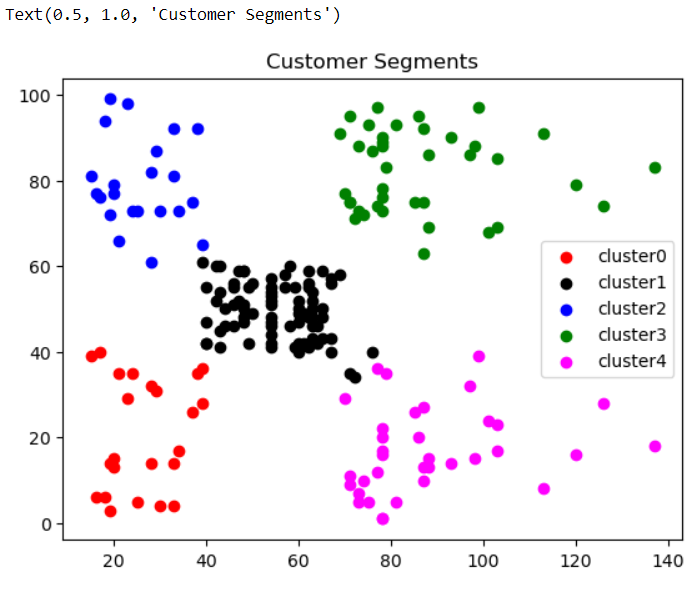 Text(0.5, 1.0, 'Customer Segments')
Customer Segments
100
80
60
40
20
0
cluster0
cluster1
cluster2
cluster3
cluster4
20 40 60 80 100 120 140